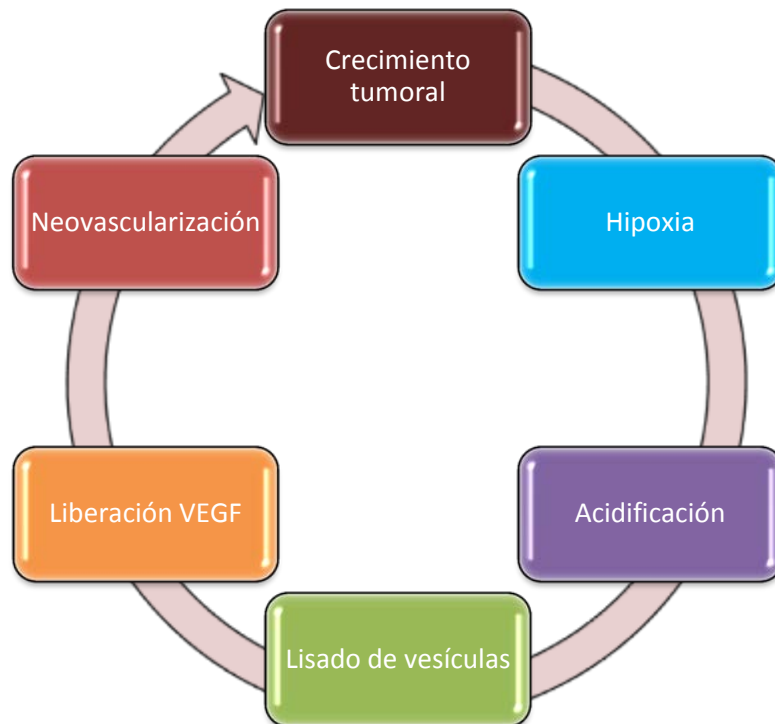 Crecimiento
tumoral
Hipoxia
Acidificación
Lisado de vesículas
Liberación VEGF
Neovascularización